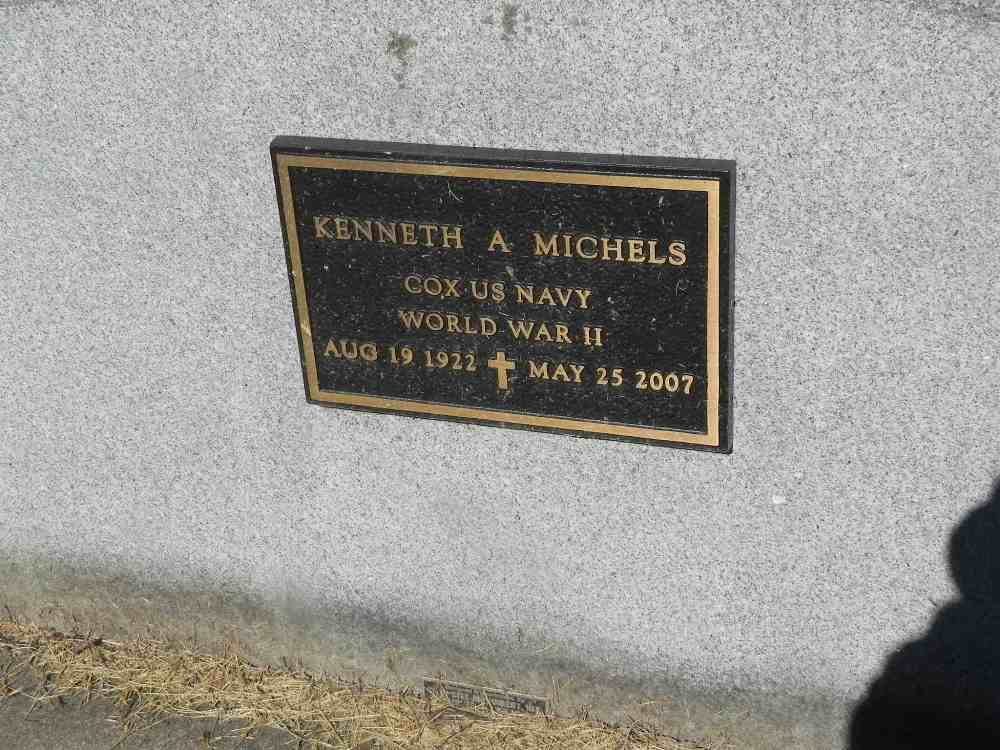 KENNETH A MICHELS
COX US NAVY
WORLD WAR II
AUG 19 1922 MAY 25 2007